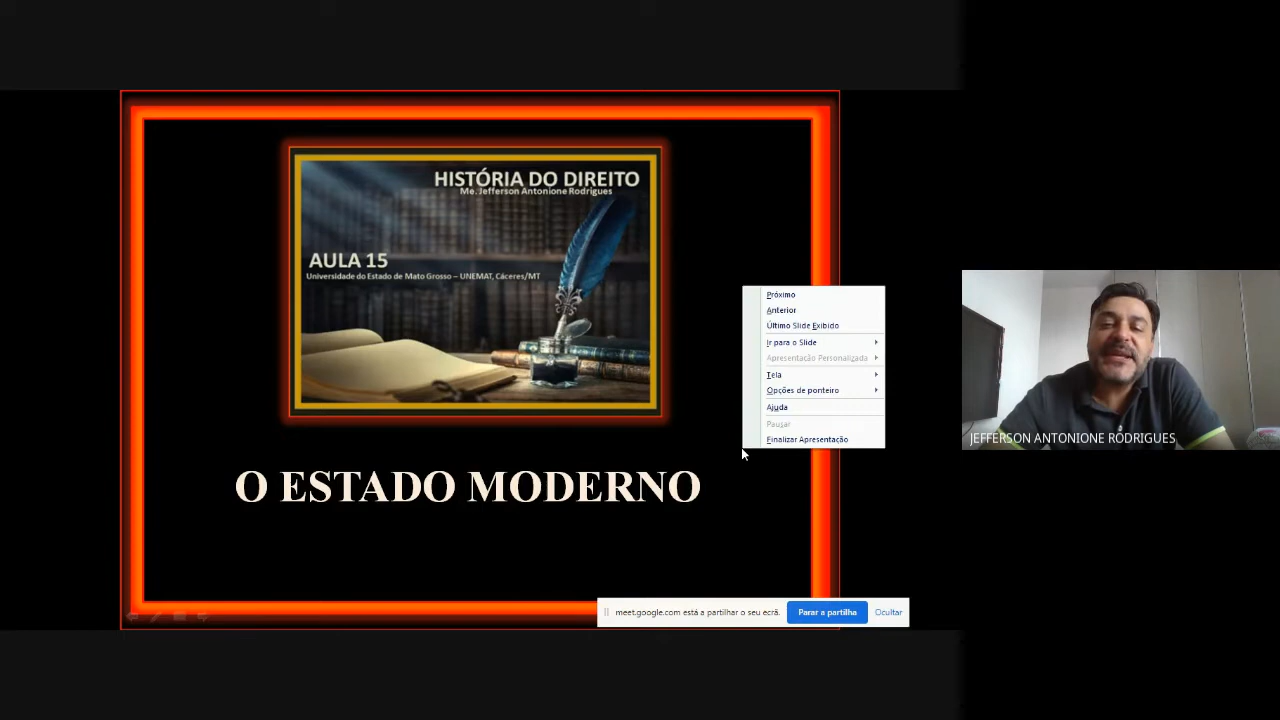 HISTÓRIA DO DIREITO
Me. Jefferson Antonione Rodrigues
AULA 15
Universidade do Estado de Mato Grosso – UNEMAT, Cáceres/MT
Próximo
Anterior
Último Slide Exibido
Ir para o Slide
Apresentação Personalizada
Tela
Opções de ponteiro
Ajuda
Pausar
Finalizar Apresentação
JEFFERSON ANTONIONE RODRIGUES
O ESTADO MODERNO
meet.google.com está a partilhar o seu ecrã.
Parar a partilha
Ocultar